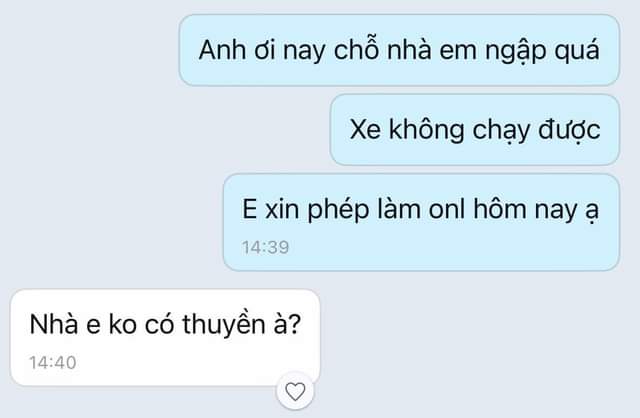 Anh ơi nay chỗ nhà em ngập quá
Xe không chạy được
E xin phép làm onl hôm nay ạ
14:39
Nhà e ko có thuyền à?
14:40